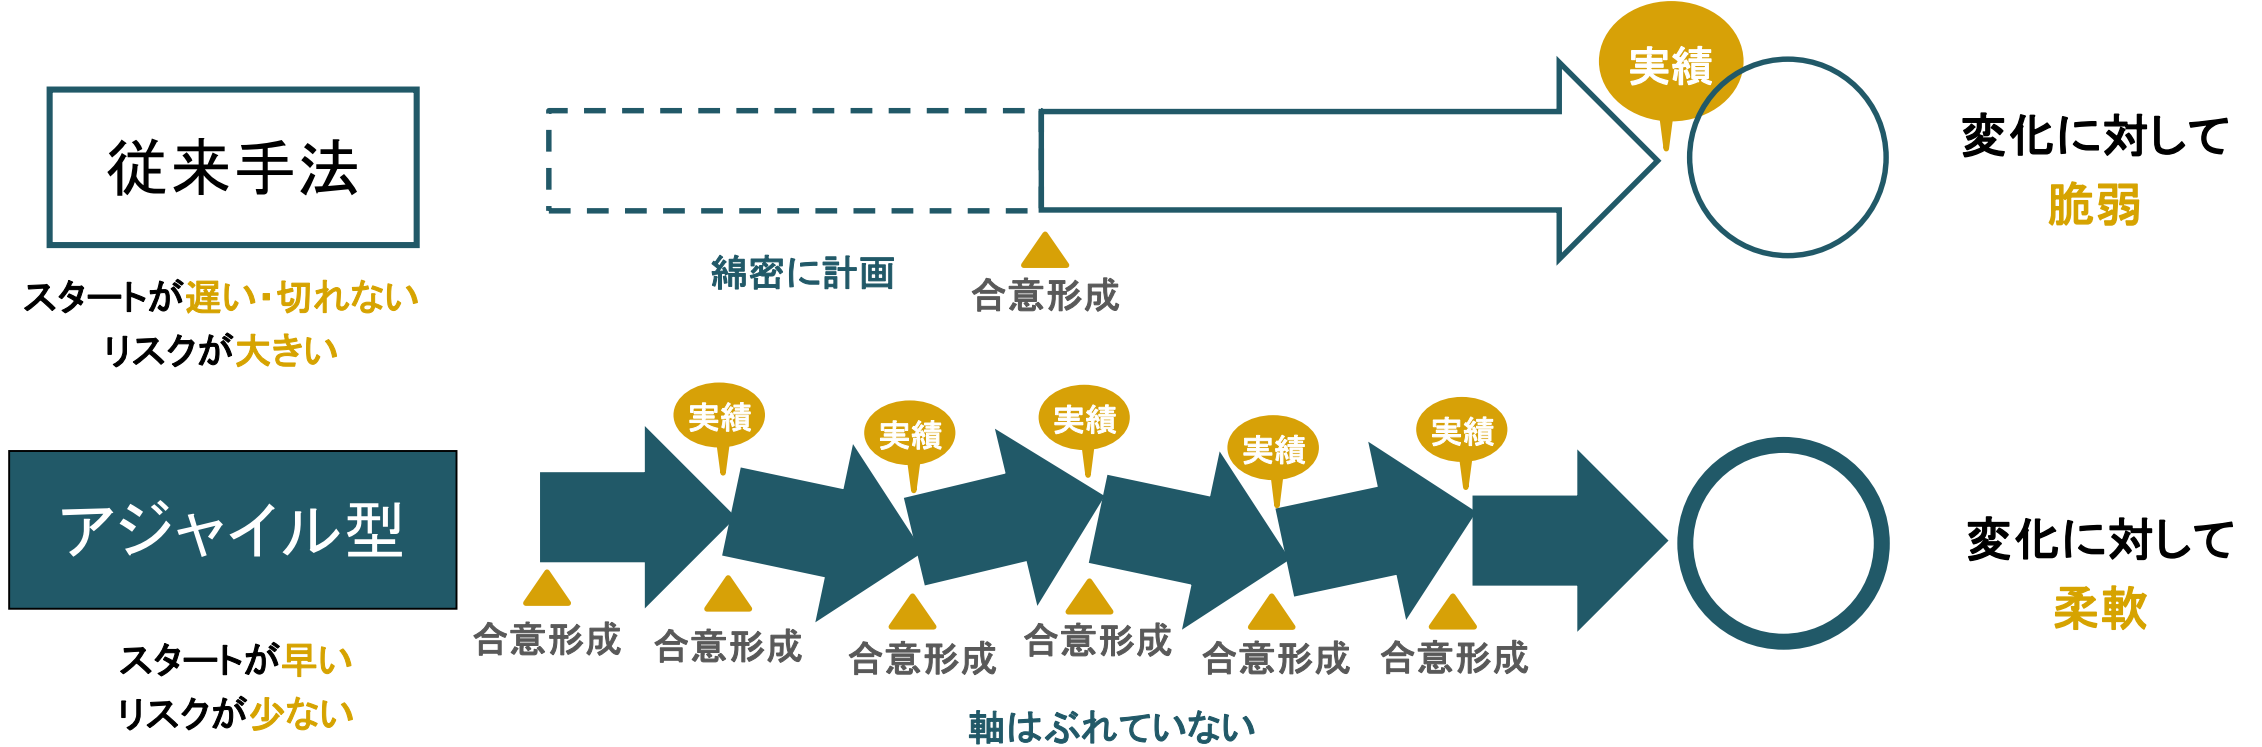 実績
従来手法
変化に対して
脆弱
綿密に計画
合意形成
スタートが遅い・切れない
リスクが大きい
実績
実績
実績
実績
実績
アジャイル型
変化に対して
柔軟
合意形成
合意形成
合意形成
合意形成
合意形成
合意形成
スタートが早い
リスクが少ない
軸はぶれていない